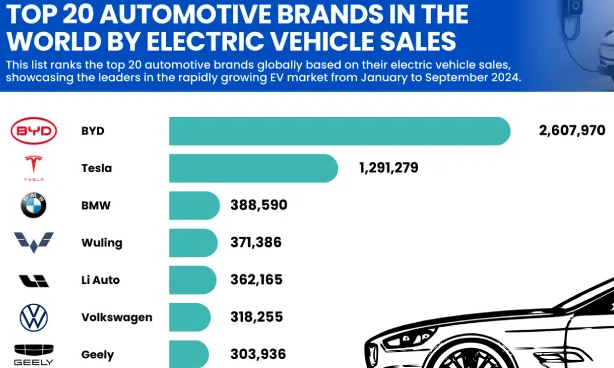 TOP 20 AUTOMOTIVE BRANDS IN THE
WORLD BY ELECTRIC VEHICLE SALES
This list ranks the top 20 automotive brands globally based on their electric vehicle sales,
showcasing the leaders in the rapidly growing EV market from January to September 2024.
BYD BYD 2,607,970
TESLA Tesla 1,291,279
BMW BMW 388,590
Wuling 371,386
Li Auto 362,165
Volkswagen 318,255
GEELY Geely 303,936